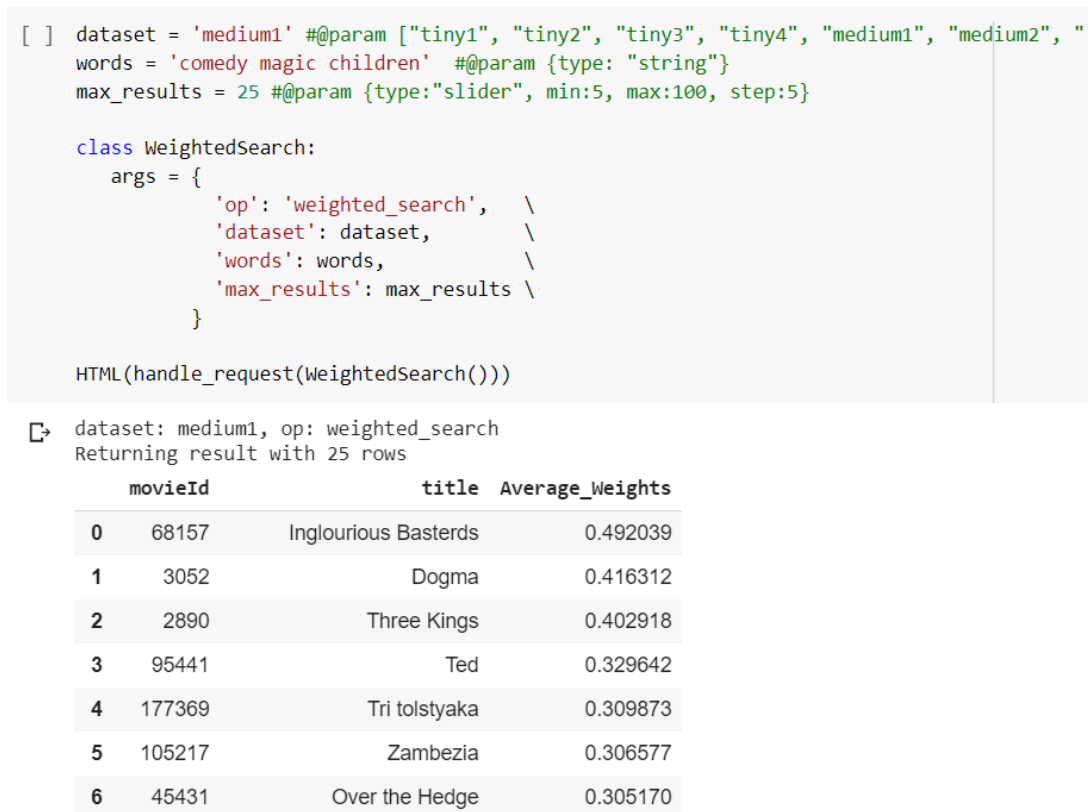 [ ] dataset = 'medium1' #@param ["tiny1", "tiny2", "tiny3", "tiny4", "medium1", "medium2", "
words = 'comedy magic children'  #@param {type: "string"}
max_results = 25 #@param {type:"slider", min:5, max:100, step:5}
class WeightedSearch:
args = {
'op': 'weighted_search', \
'dataset': dataset, \
'words': words, \
'max_results': max_results \
}
HTML(handle_request(WeightedSearch()))
dataset: medium1, op: weighted_search
Returning result with 25 rows
movieId title Average_Weights
0 68157 Inglourious Basterds 0.492039
1 3052 Dogma 0.416312
2 2890 Three Kings 0.402918
3 95441 Ted 0.329642
4 177369 Tri tolstyaka 0.309873
5 105217 Zambezia 0.306577
6 45431 Over the Hedge 0.305170